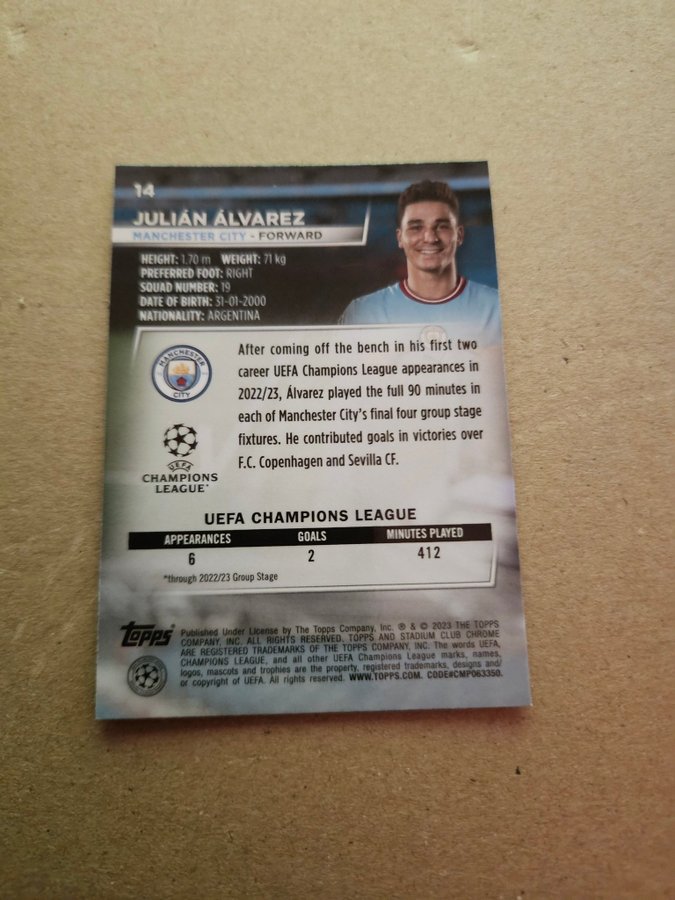 14
JULIÁN ÁLVAREZ
MANCHESTER CITY - FORWARD
HEIGHT: 1.70 m WEIGHT: 71 kg
PREFERRED FOOT: RIGHT
SQUAD NUMBER: 19
DATE OF BIRTH: 31-01-2000
NATIONALITY: ARGENTINA
MANCHESTER
CITY
After coming off the bench in his first two
career UEFA Champions League appearances in
2022/23, Álvarez played the full 90 minutes in
each of Manchester City's final four group stage
fixtures. He contributed goals in victories over
F.C. Copenhagen and Sevilla CF.
UEFA
CHAMPIONS
LEAGUE
UEFA CHAMPIONS LEAGUE
APPEARANCES GOALS MINUTES PLAYED
6 2 412
*through 2022/23 Group Stage
Topps
Published Under License by The Topps Company, Inc. ® & © 2023 THE TOPPS
COMPANY, INC. ALL RIGHTS RESERVED. TOPPS AND STADIUM CLUB CHROME
ARE REGISTERED TRADEMARKS OF THE TOPPS COMPANY, INC. The words UEFA,
CHAMPIONS LEAGUE, and all other UEFA Champions League marks, names,
logos, mascots and trophies are the property, registered trademarks, designs and/
or copyright of UEFA. All rights reserved. WWW.TOPPS.COM. CODE#CMP063350.